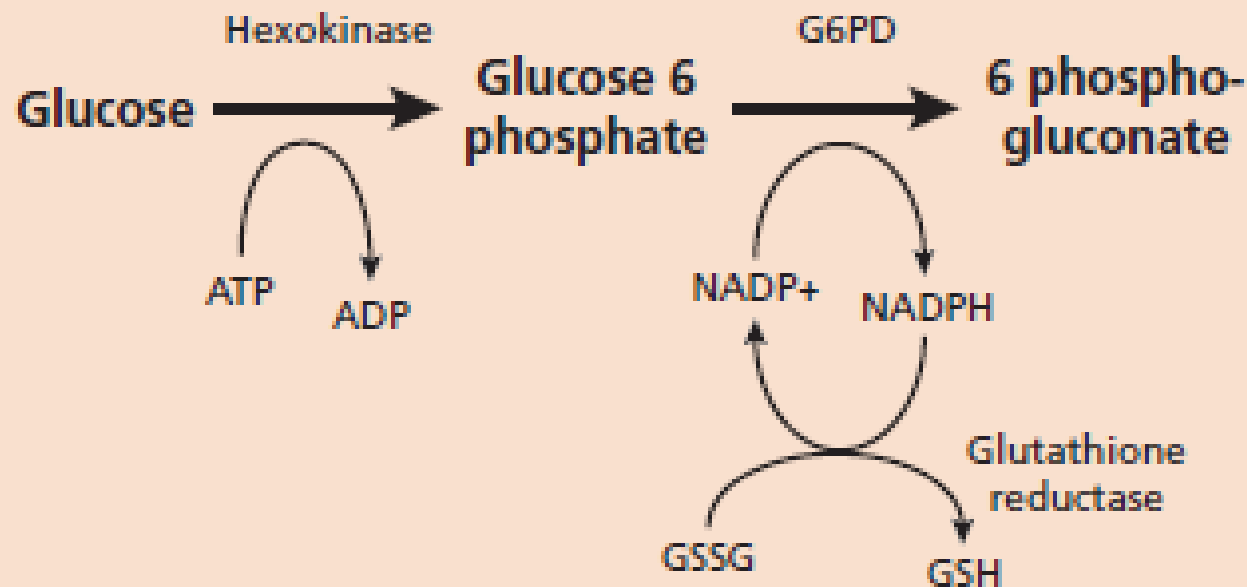 Hexokinase
G6PD
Glucose
Glucose 6
phosphate
6 phospho-
gluconate
ATP
ADP
NADP+
NADPH
Glutathione
reductase
GSSG
GSH